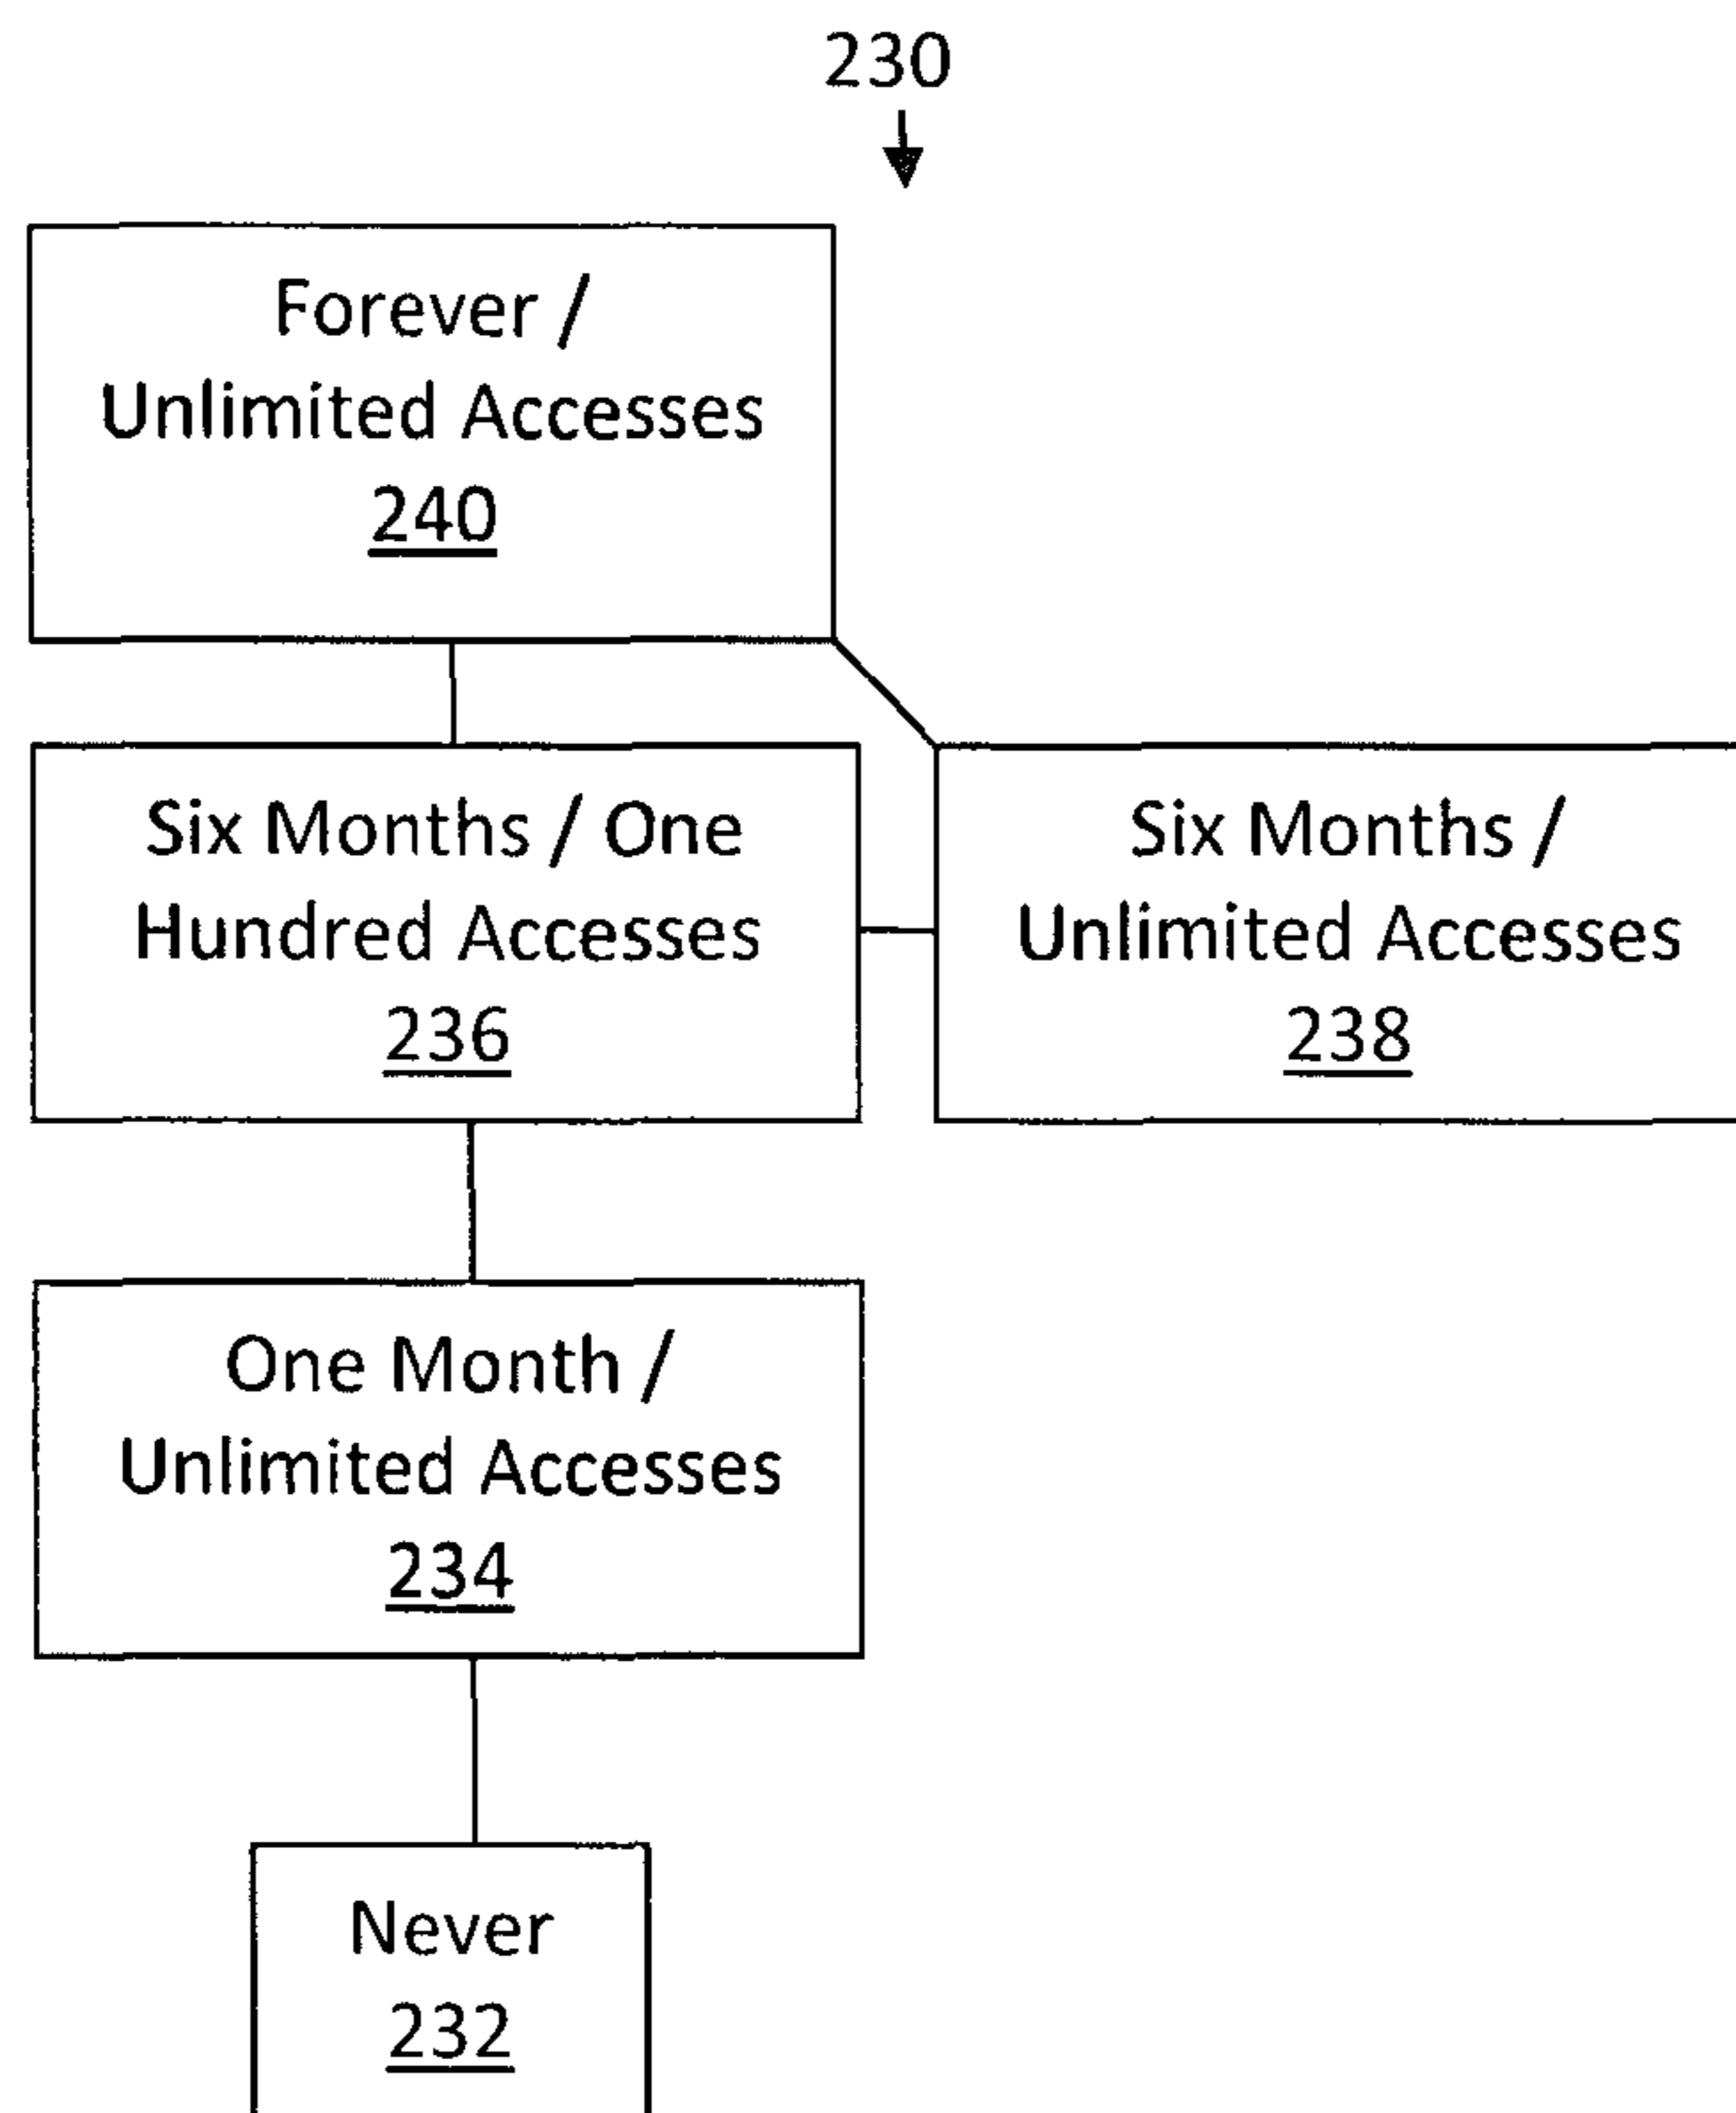 230
Forever /
Unlimited Accesses
240
Six Months / One
Hundred Accesses
236
Six Months /
Unlimited Accesses
238
One Month /
Unlimited Accesses
234
Never
232